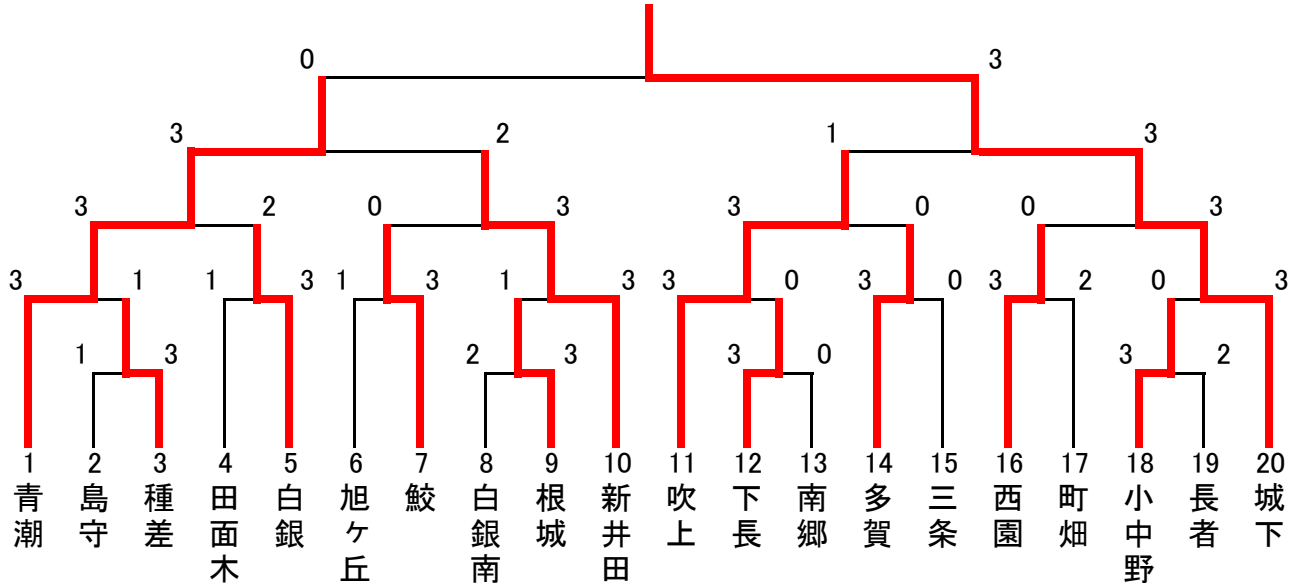 0 3
3 2 1 3
3 2 0 3 3 0 0 3
3 1 1 3 1 3 1 3 3 0 3 0 3 2 0 3
1 3 2 3 3 0 3 2
1 2 3 4 5 6 7 8 9 10 11 12 13 14 15 16 17 18 19 20
青潮
島守
種差
田面木
白銀
旭ヶ丘
鮫
白銀南
根城
新井田
吹上
下長
南郷
多賀
三条
西園
町畑
小中野
長者
城下